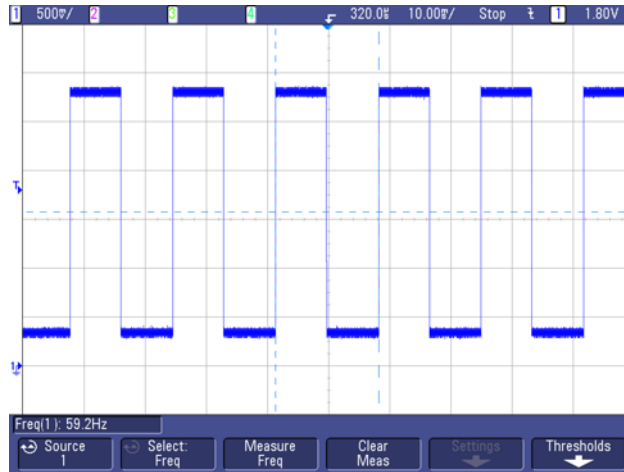 1 500mV/ 2 3 4 320.0us 10.00ms/ Stop 1 1.80V
T
1
Freq(1): 59.2Hz
Source Select: Measure Clear Settings Thresholds
1 Freq Freq Meas